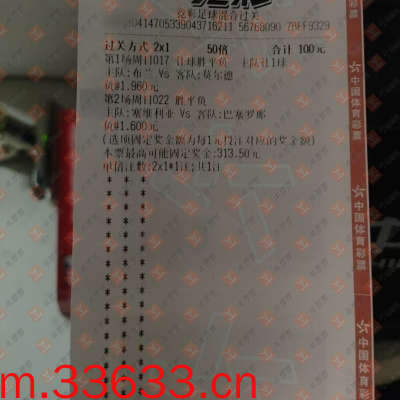 竞彩足球混合过关
过关方式 2x1 50倍 合计 100元
第1场周日017 让球胜平负 主队让1球
主队:布兰 Vs 客队:莫尔德
负@1.960元
第2场周日022 胜平负
主队:塞维利亚 Vs 客队:巴塞罗那
负@1.600元
(选项固定奖金额为每1元投注对应的奖金额)
本票最高可能固定奖金:313.50元
单倍注数:2x1*1注;共1注
中国体育彩票
中国体育彩票
中国体育彩票
m.33633.cn